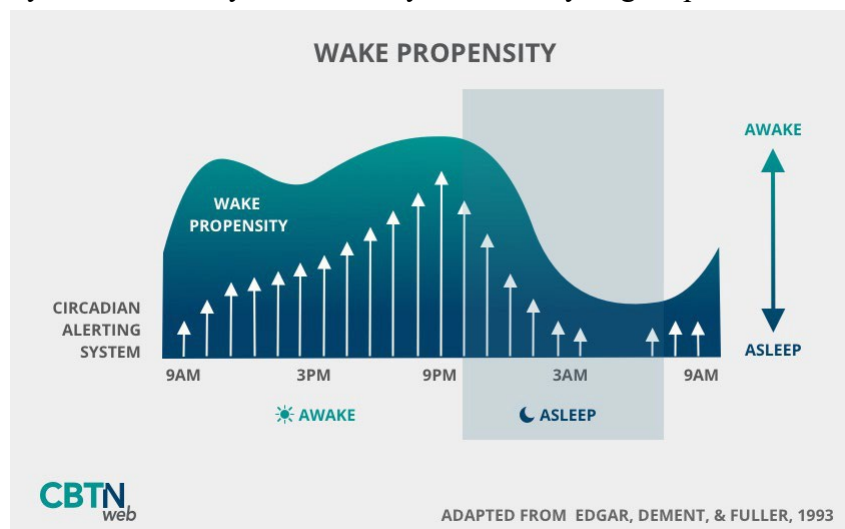 WAKE PROPENSITY
AWAKE
WAKE
PROPENSITY
CIRCADIAN
ALERTING
SYSTEM
ASLEEP
9AM 3PM 9PM 3AM 9AM
AWAKE ASLEEP
CBTN
web
ADAPTED FROM EDGAR, DEMENT, & FULLER, 1993